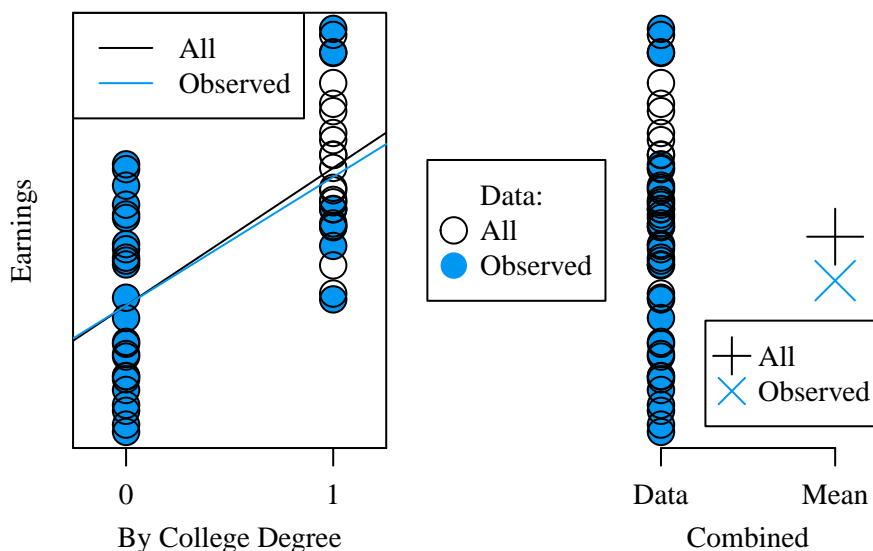 All
Observed
Earnings
0
1
By College Degree
Data:
All
Observed
All
Observed
Data
Mean
Combined